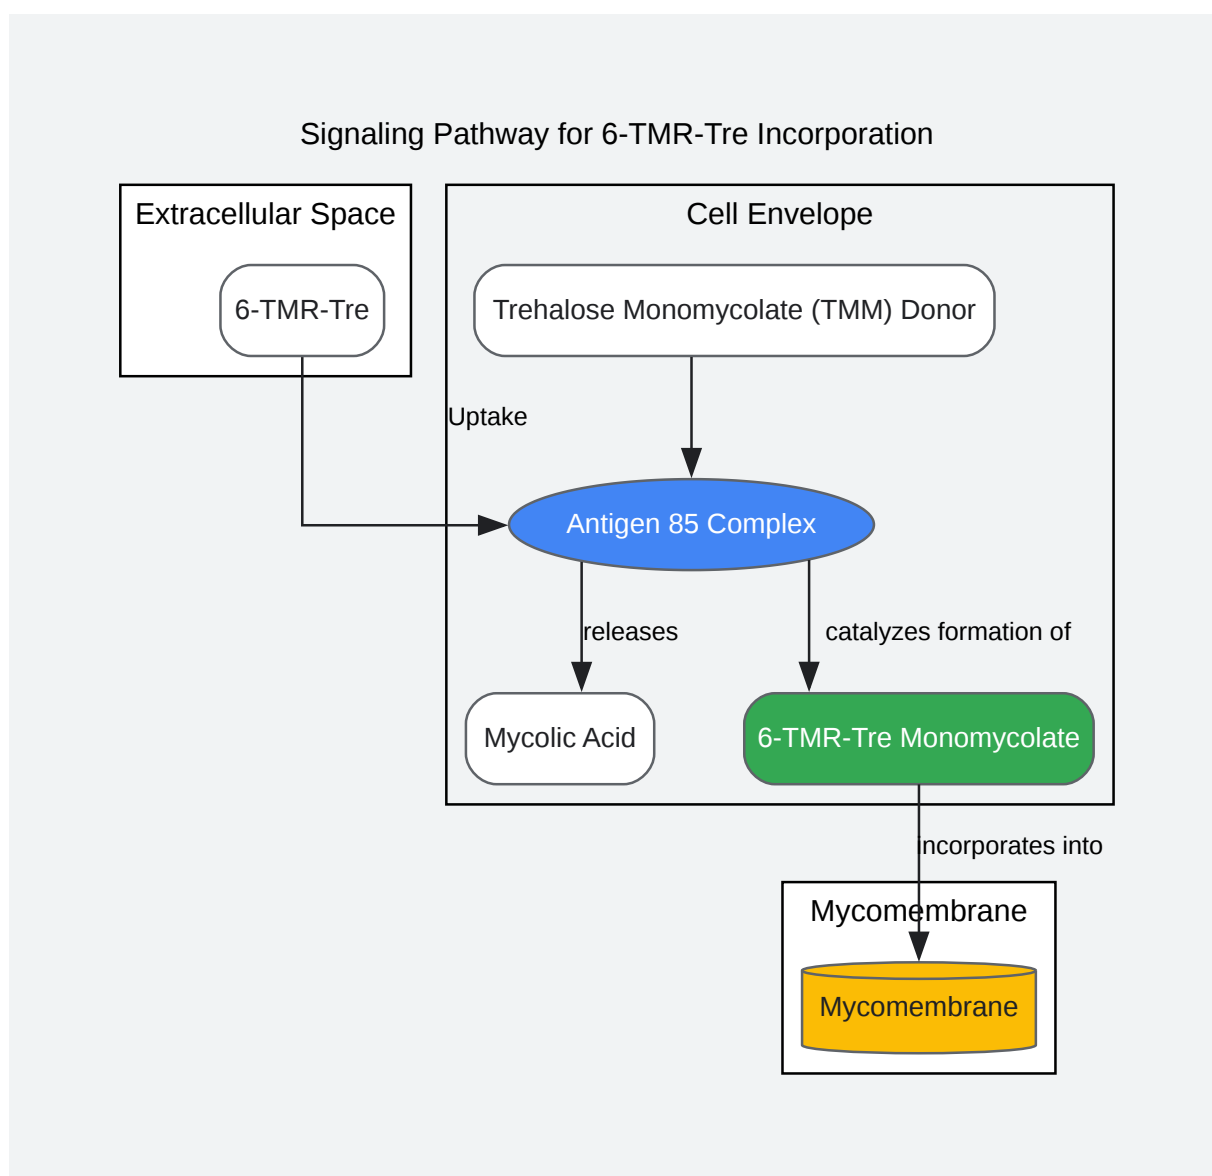 Signaling Pathway for 6-TMR-Tre Incorporation
Extracellular Space
Cell Envelope
6-TMR-Tre
Trehalose Monomycolate (TMM) Donor
Uptake
Antigen 85 Complex
releases
catalyzes formation of
Mycolic Acid
6-TMR-Tre Monomycolate
incorporates into
Mycomembrane
Mycomembrane